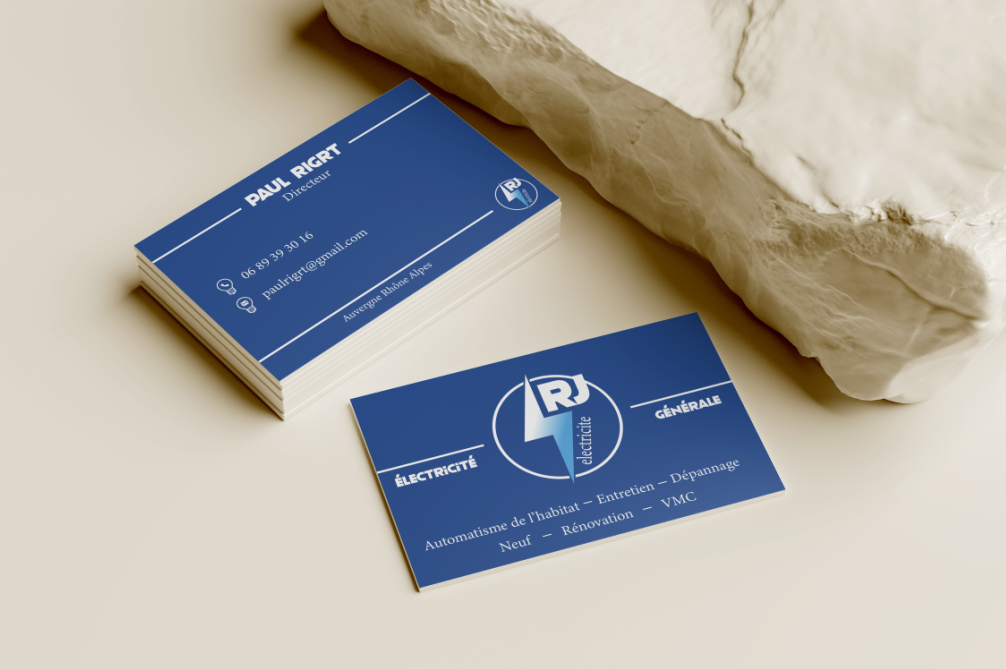 PAUL RIGRT
Directeur
06 89 39 30 16
paulrigrt@gmail.com
Auvergne Rhône Alpes
RJ
RJ
electricite
ÉLECTRICITÉ
GÉNÉRALE
Automatisme de l'habitat – Entretien – Dépannage
Neuf – Rénovation – VMC